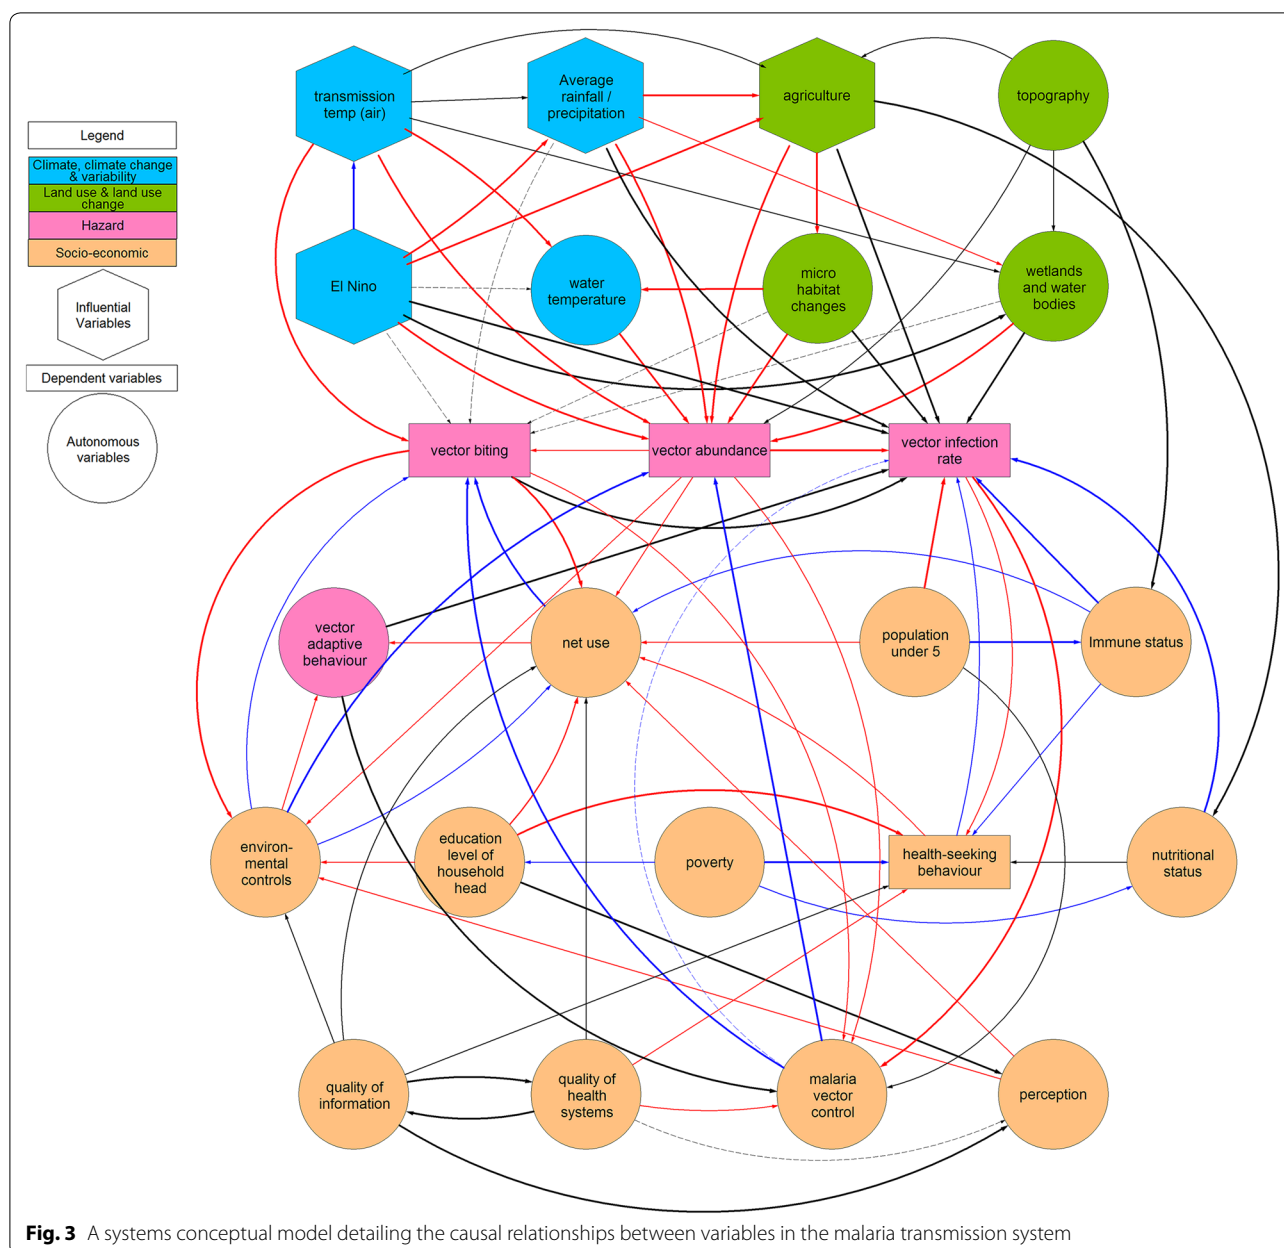 transmission
temp (air)
Average
rainfall /
precipitation
agriculture
topography
Legend
Climate, climate change
& variability
Land use & land use
change
Hazard
Socio-economic
Influential
Variables
Dependent variables
Autonomous
variables
El Nino
water
temperature
micro
habitat
changes
wetlands
and water
bodies
vector biting
vector abundance
vector infection
rate
vector
adaptive
behaviour
net use
population
under 5
Immune status
environ-
mental
controls
education
level of
household
head
poverty
health-seeking
behaviour
nutritional
status
quality of
information
quality of
health
systems
malaria
vector
control
perception
Fig. 3 A systems conceptual model detailing the causal relationships between variables in the malaria transmission system